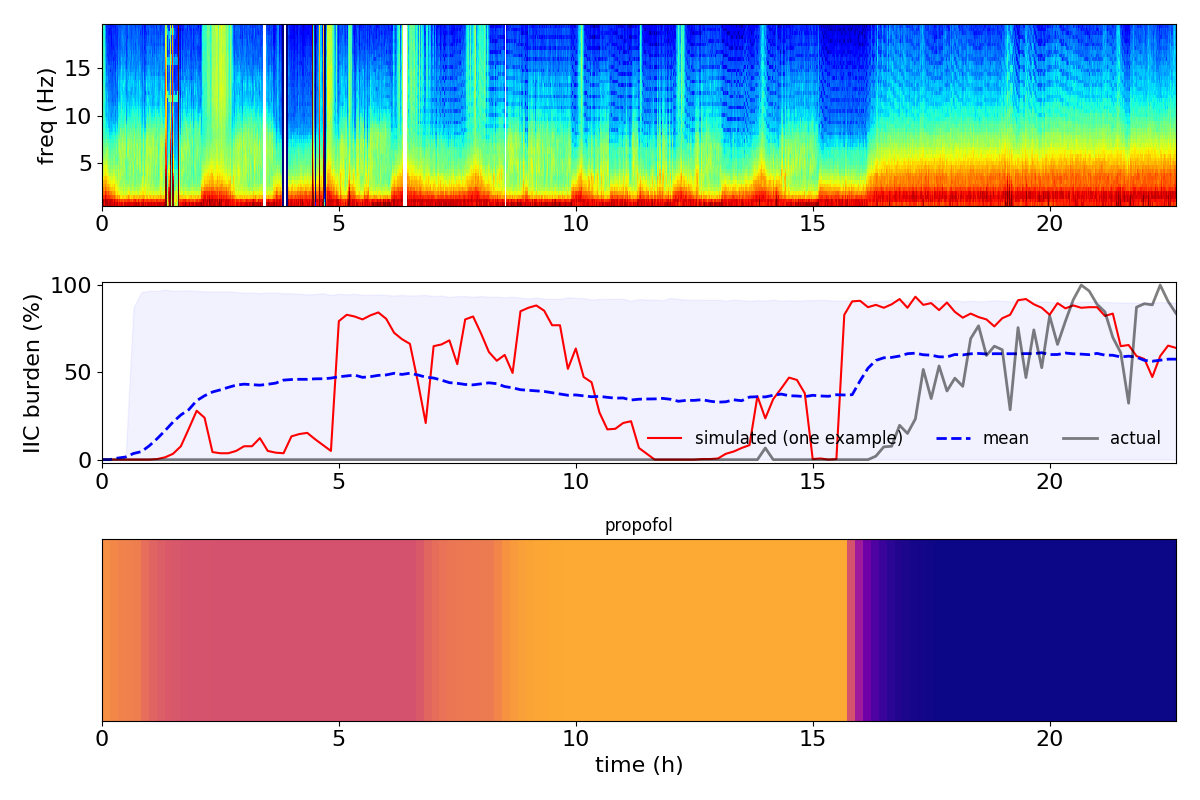 freq (Hz)
15
10
5
0 5 10 15 20
IIC burden (%)
100
50
0
simulated (one example) mean actual
0 5 10 15 20
propofol
0 5 10 15 20
time (h)